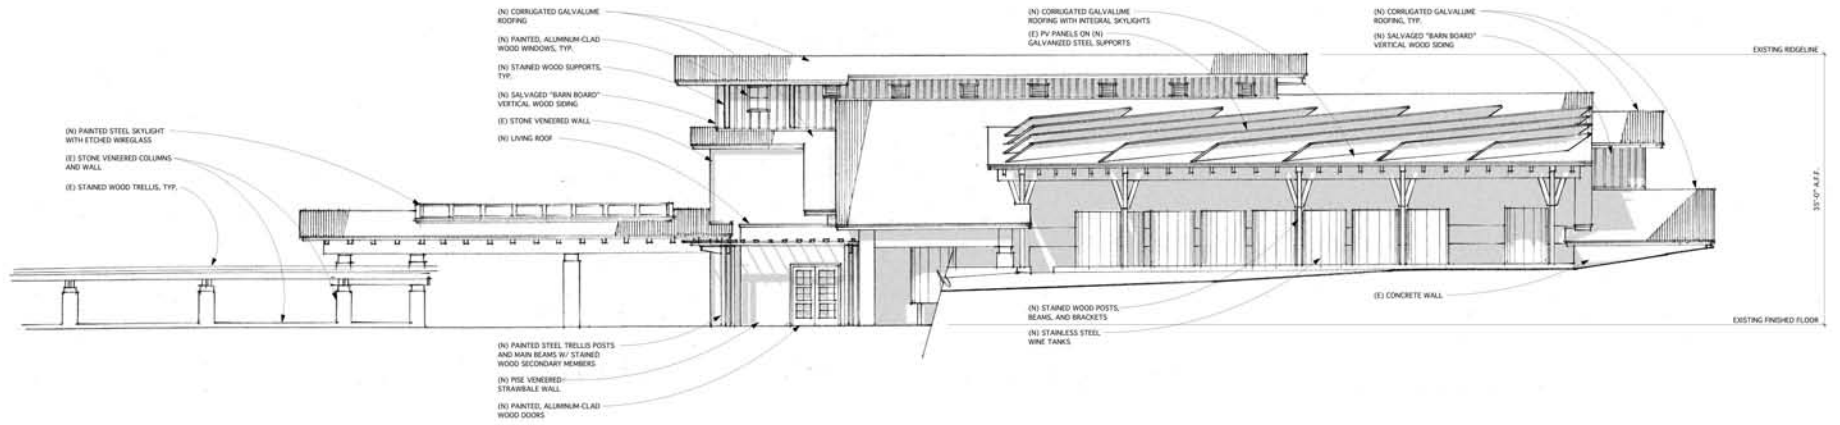 (N) CORRUGATED GALVALUME
ROOFING
(N) PAINTED, ALUMINUM-CLAD
WOOD WINDOWS, TYP.
(N) STAINED WOOD SUPPORTS,
TYP.
(N) SALVAGED "BARN BOARD"
VERTICAL WOOD SIDING
(E) STONE VENEERED WALL
(N) LIVING ROOF
(N) CORRUGATED GALVALUME
ROOFING WITH INTEGRAL SKYLIGHTS
(E) PV PANELS ON (N)
GALVANIZED STEEL SUPPORTS
(N) CORRUGATED GALVALUME
ROOFING, TYP.
(N) SALVAGED "BARN BOARD"
VERTICAL WOOD SIDING
EXISTING RIDGELINE
(N) PAINTED STEEL SKYLIGHT
WITH ETCHED WIREGLASS
(E) STONE VENEERED COLUMNS
AND WALL
(E) STAINED WOOD TRELLIS, TYP.
35'-0" A.F.F.
(E) CONCRETE WALL
EXISTING FINISHED FLOOR
(N) STAINED WOOD POSTS,
BEAMS, AND BRACKETS
(N) STAINLESS STEEL
WINE TANKS
(N) PAINTED STEEL TRELLIS POSTS
AND MAIN BEAMS W/ STAINED
WOOD SECONDARY MEMBERS
(N) PISE VENEERED
STRAWBALE WALL
(N) PAINTED, ALUMINUM-CLAD
WOOD DOORS